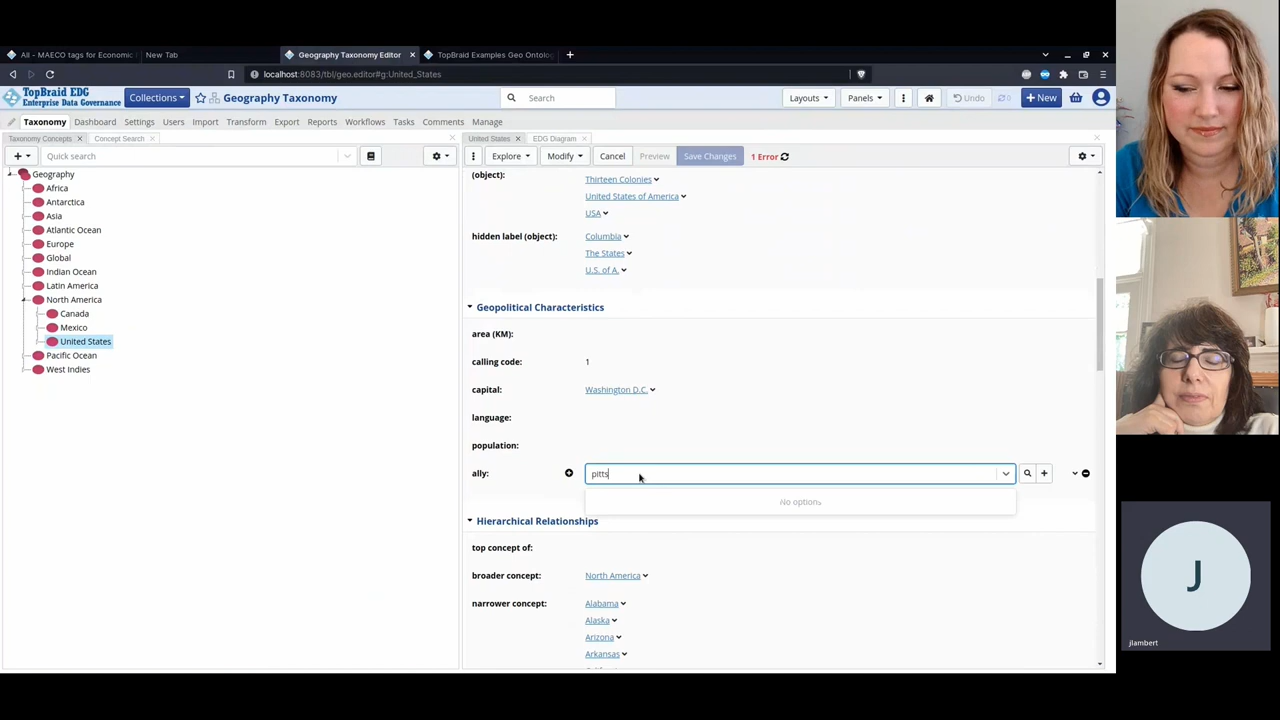 All - MAECO tags for Economic
New Tab
Geography Taxonomy Editor
TopBraid Examples Geo Ontolo
localhost:8083/tbl/geo.editor#g:United_States
TopBraid EDG
Enterprise Data Governance
Collections
Geography Taxonomy
Search
Layouts
Panels
Undo
0
New
Taxonomy
Dashboard
Settings
Users
Import
Transform
Export
Reports
Workflows
Tasks
Comments
Manage
Taxonomy Concepts
Concept Search
Quick search
Geography
Africa
Antarctica
Asia
Atlantic Ocean
Europe
Global
Indian Ocean
Latin America
North America
Canada
Mexico
United States
Pacific Ocean
West Indies
United States
EDG Diagram
Explore
Modify
Cancel
Preview
Save Changes
1 Error
(object):
Thirteen Colonies
United States of America
USA
hidden label (object):
Columbia
The States
U.S. of A.
Geopolitical Characteristics
area (KM):
calling code:
1
capital:
Washington D.C.
language:
population:
ally:
pitts
No options
Hierarchical Relationships
top concept of:
broader concept:
North America
narrower concept:
Alabama
Alaska
Arizona
Arkansas
J
jlambert